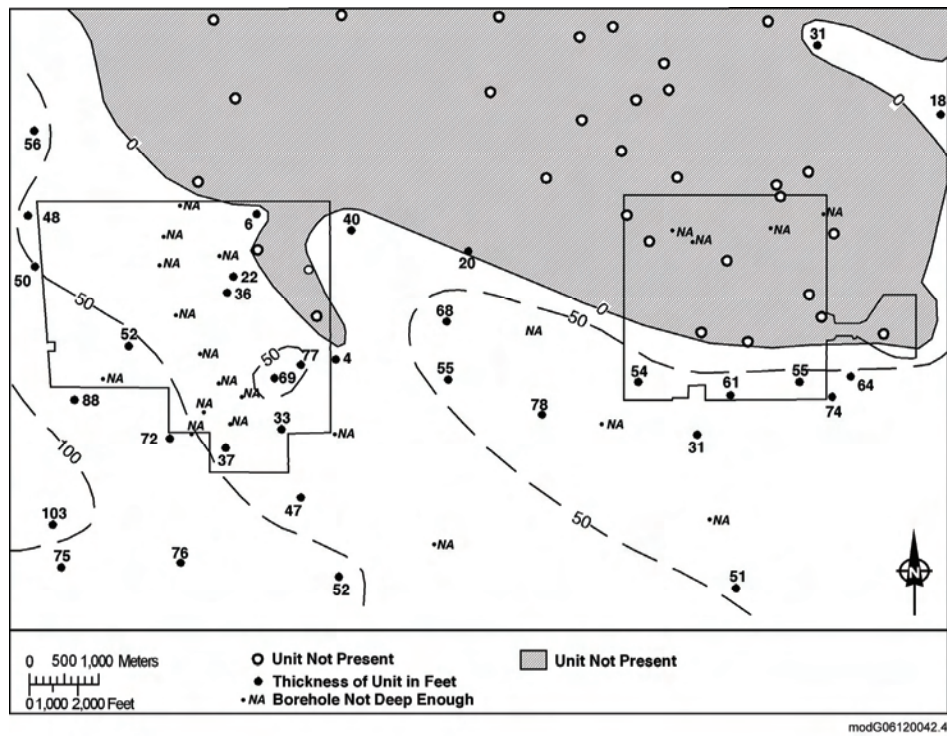 31
18
56
0
0
48
NA
6
40
NA
NA
NA
NA
NA
NA
20
NA
50
22
36
50
NA
0
50
68
NA
52
NA
50
77
4
69
NA
NA
NA
55
54
55
64
61
74
88
NA
NA
33
NA
78
NA
31
72
NA
37
100
47
50
NA
103
NA
75
76
52
51
N
0 500 1,000 Meters
0 1,000 2,000 Feet
Unit Not Present
Thickness of Unit in Feet
NA Borehole Not Deep Enough
Unit Not Present
modG06120042.4